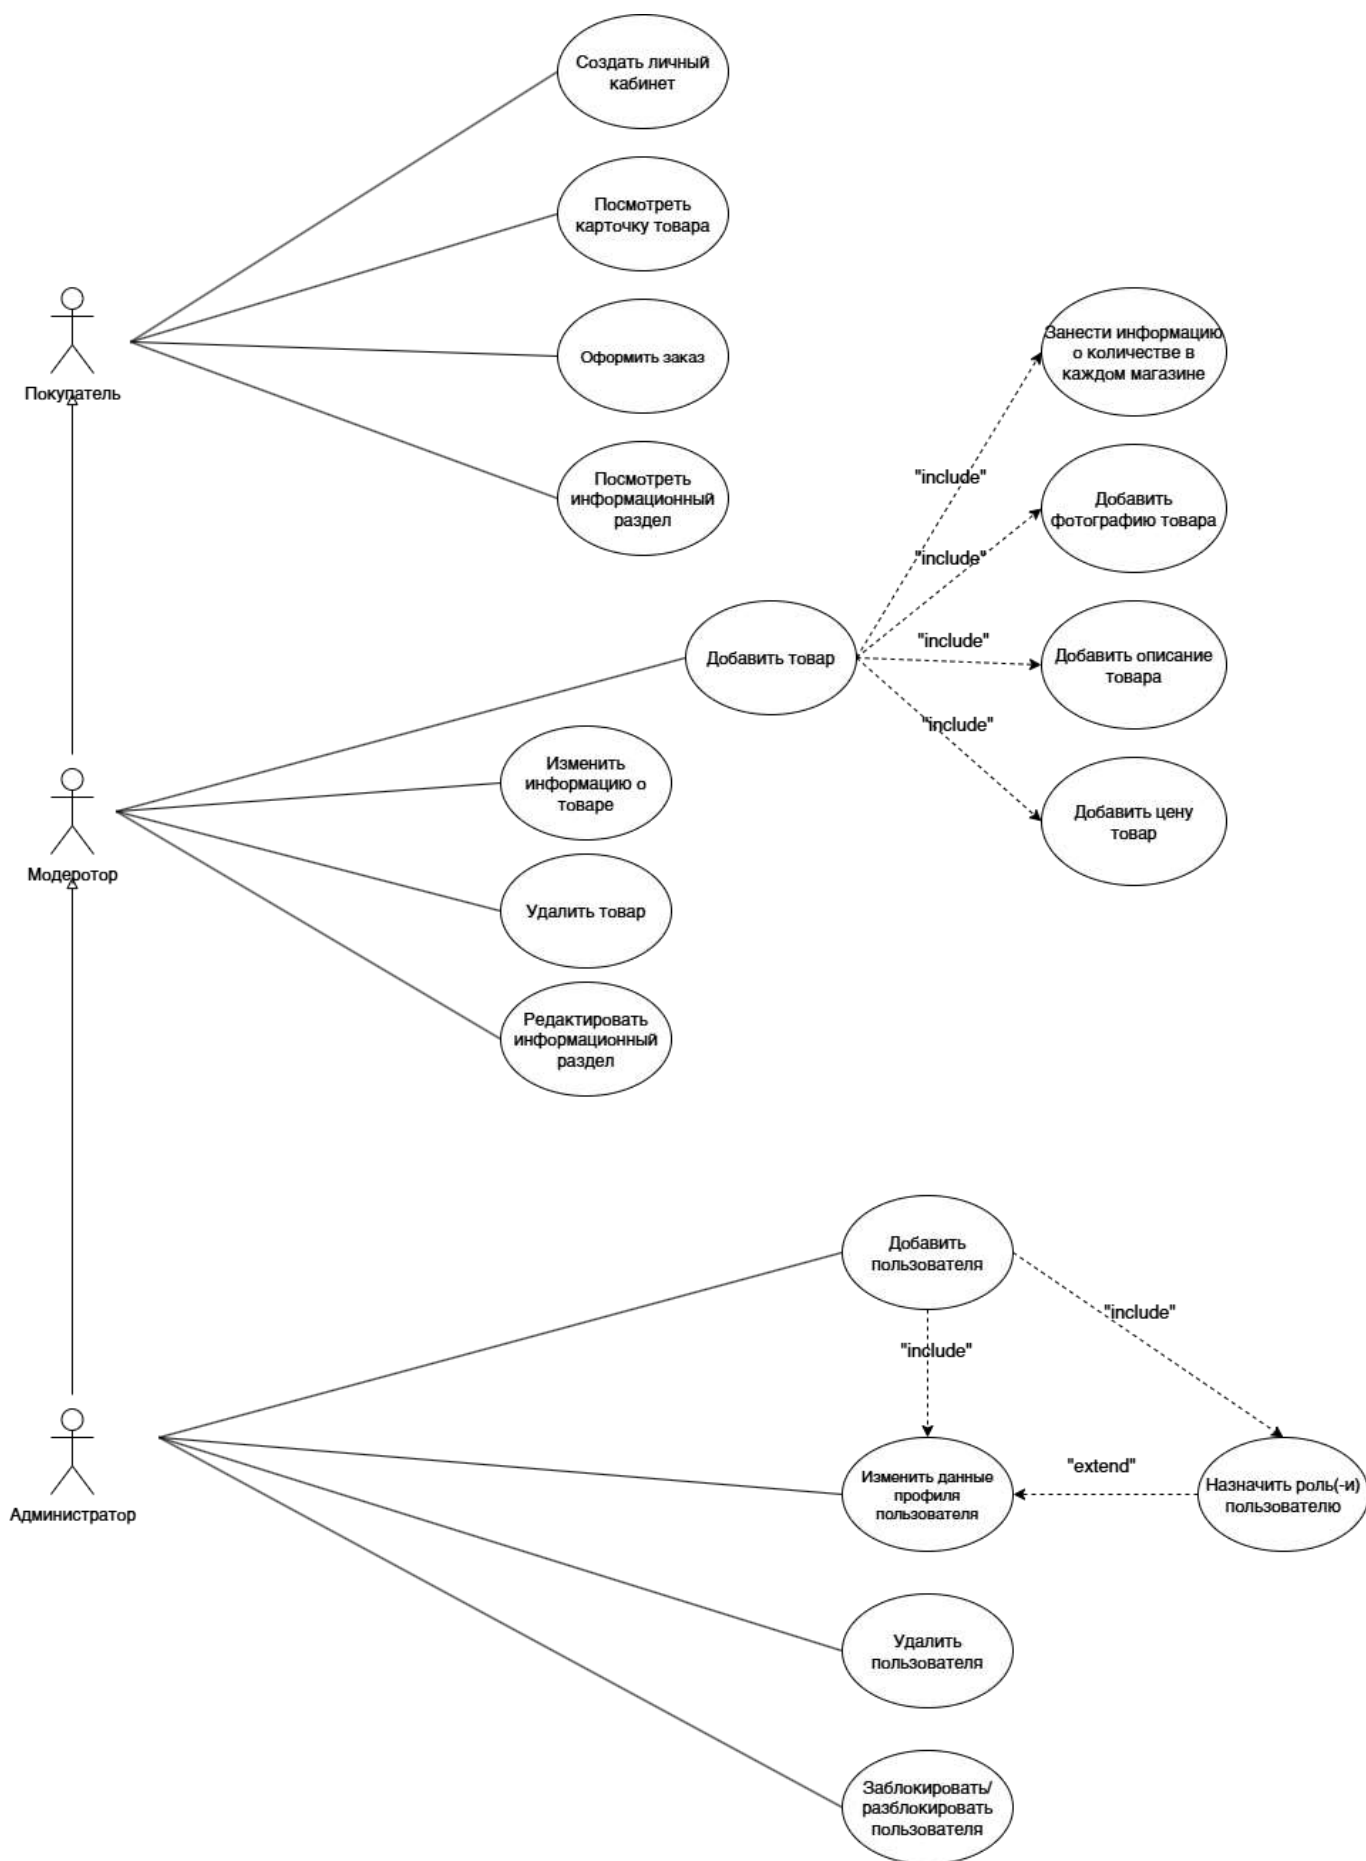 Создать личный
кабинет
Посмотреть
карточку товара
Покупатель
Оформить заказ
Посмотреть
информационный
раздел
Занести информацию
о количестве в
каждом магазине
"include"
Добавить
фотографию товара
"include"
Добавить товар
"include"
Добавить описание
товара
"include"
Добавить цену
товар
Модеротор
Изменить
информацию о
товаре
Удалить товар
Редактировать
информационный
раздел
Добавить
пользователя
"include"
"include"
Администратор
Изменить данные
профиля
пользователя
"extend"
Назначить роль(-и)
пользователю
Удалить
пользователя
Заблокировать/
разблокировать
пользователя